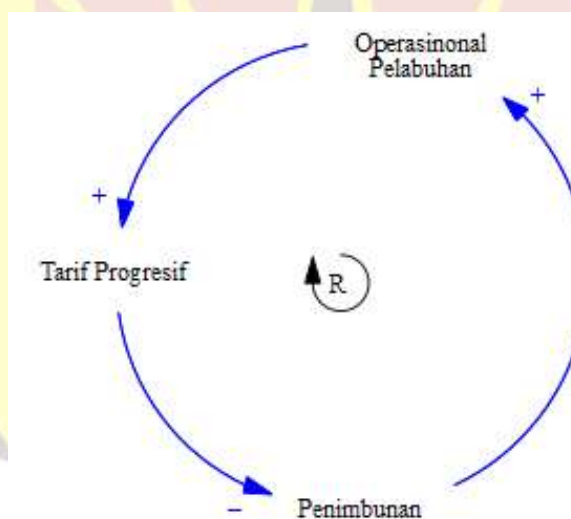 Operasinonal
Pelabuhan
+
+
Tarif Progresif
R
−
Penimbunan